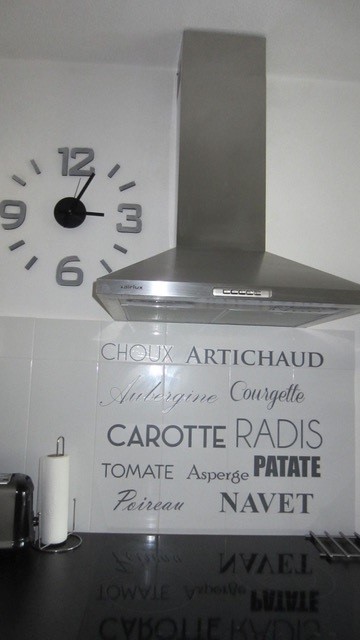 12
9 3
6
CHOUX ARTICHAUD
Aubergine Courgette
CAROTTE RADIS
TOMATE Asperge PATATE
Poireau NAVET